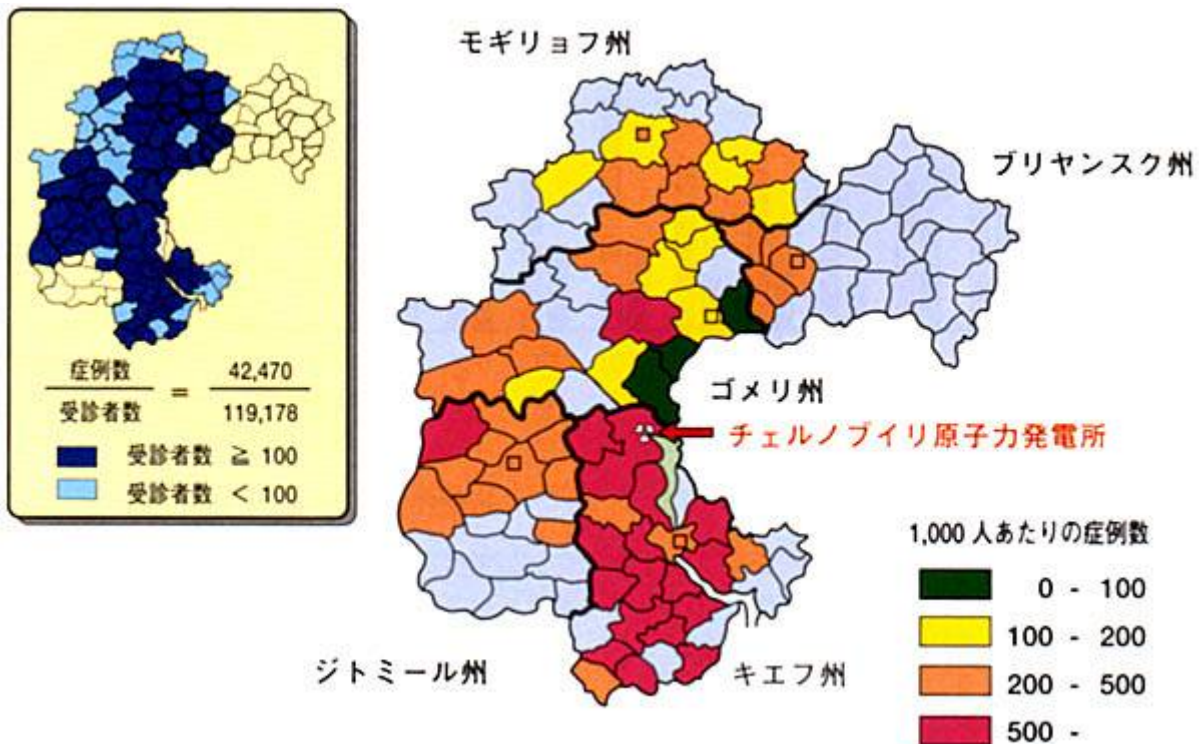 モギリョフ州
ブリヤンスク州
症例数 / 受診者数 = 42,470 / 119,178
受診者数 ≧ 100
受診者数 < 100
ゴメリ州
チェルノブイリ原子力発電所
1,000 人あたりの症例数
0 - 100
100 - 200
200 - 500
500 -
ジトミール州
キエフ州